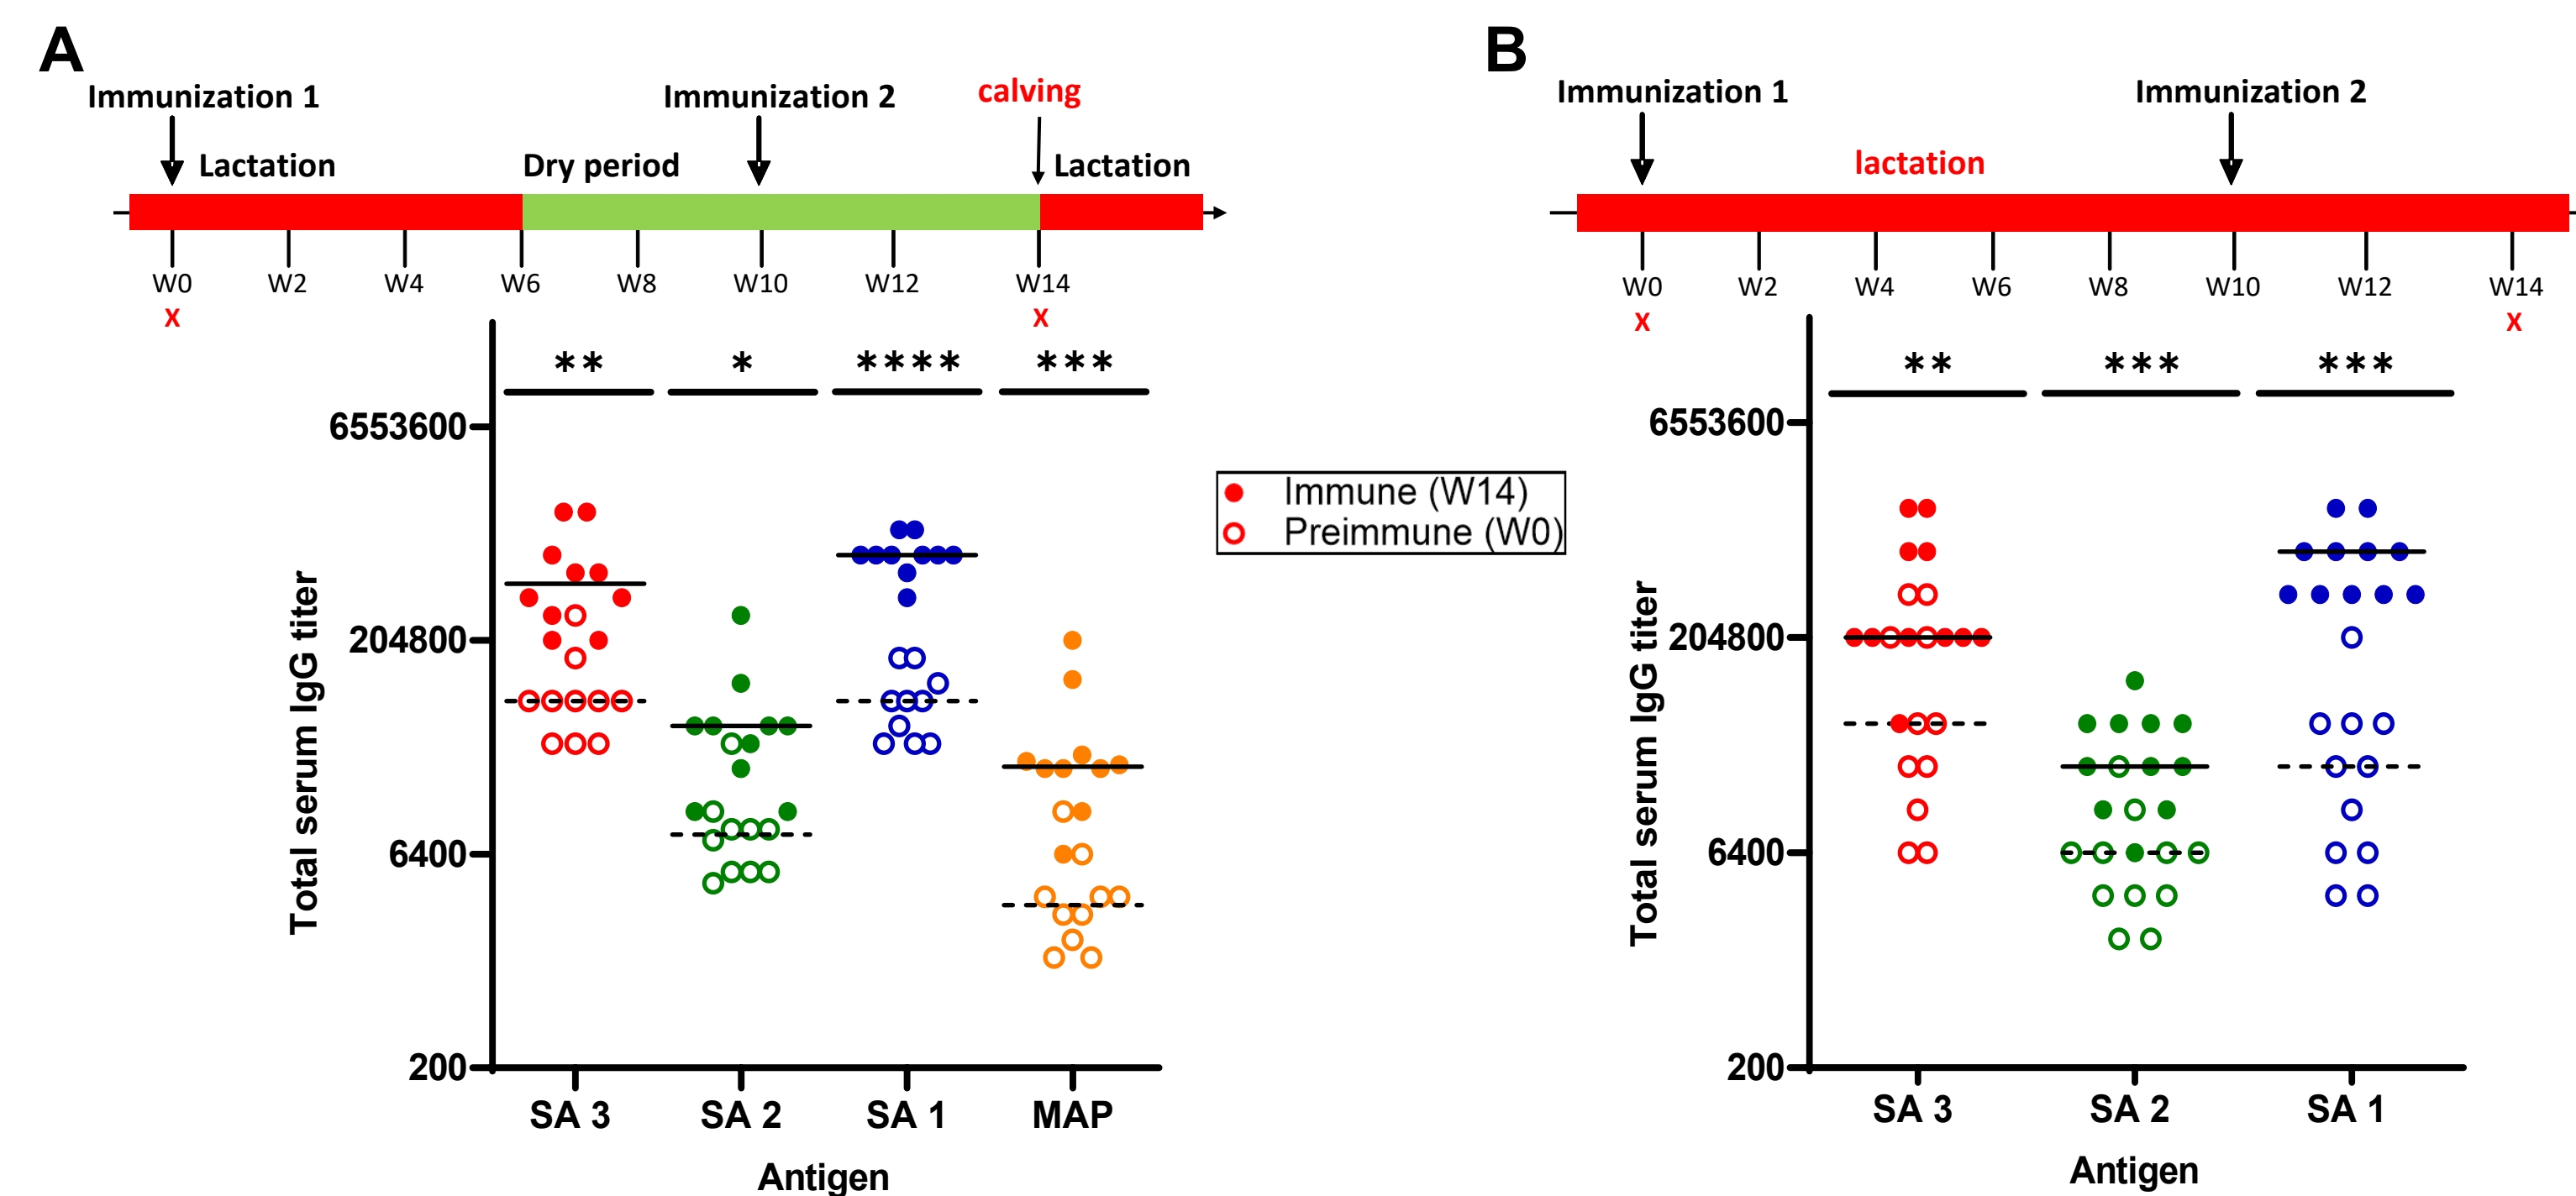 A
Immunization 1
Immunization 2
calving
Lactation
Dry period
Lactation
W0
W2
W4
W6
W8
W10
W12
W14
X
X
**
*
****
***
6553600
204800
6400
200
Total serum IgG titer
SA 3
SA 2
SA 1
MAP
Antigen
Immune (W14)
Preimmune (W0)
B
Immunization 1
Immunization 2
lactation
W0
W2
W4
W6
W8
W10
W12
W14
X
X
**
***
***
6553600
204800
6400
200
Total serum IgG titer
SA 3
SA 2
SA 1
Antigen